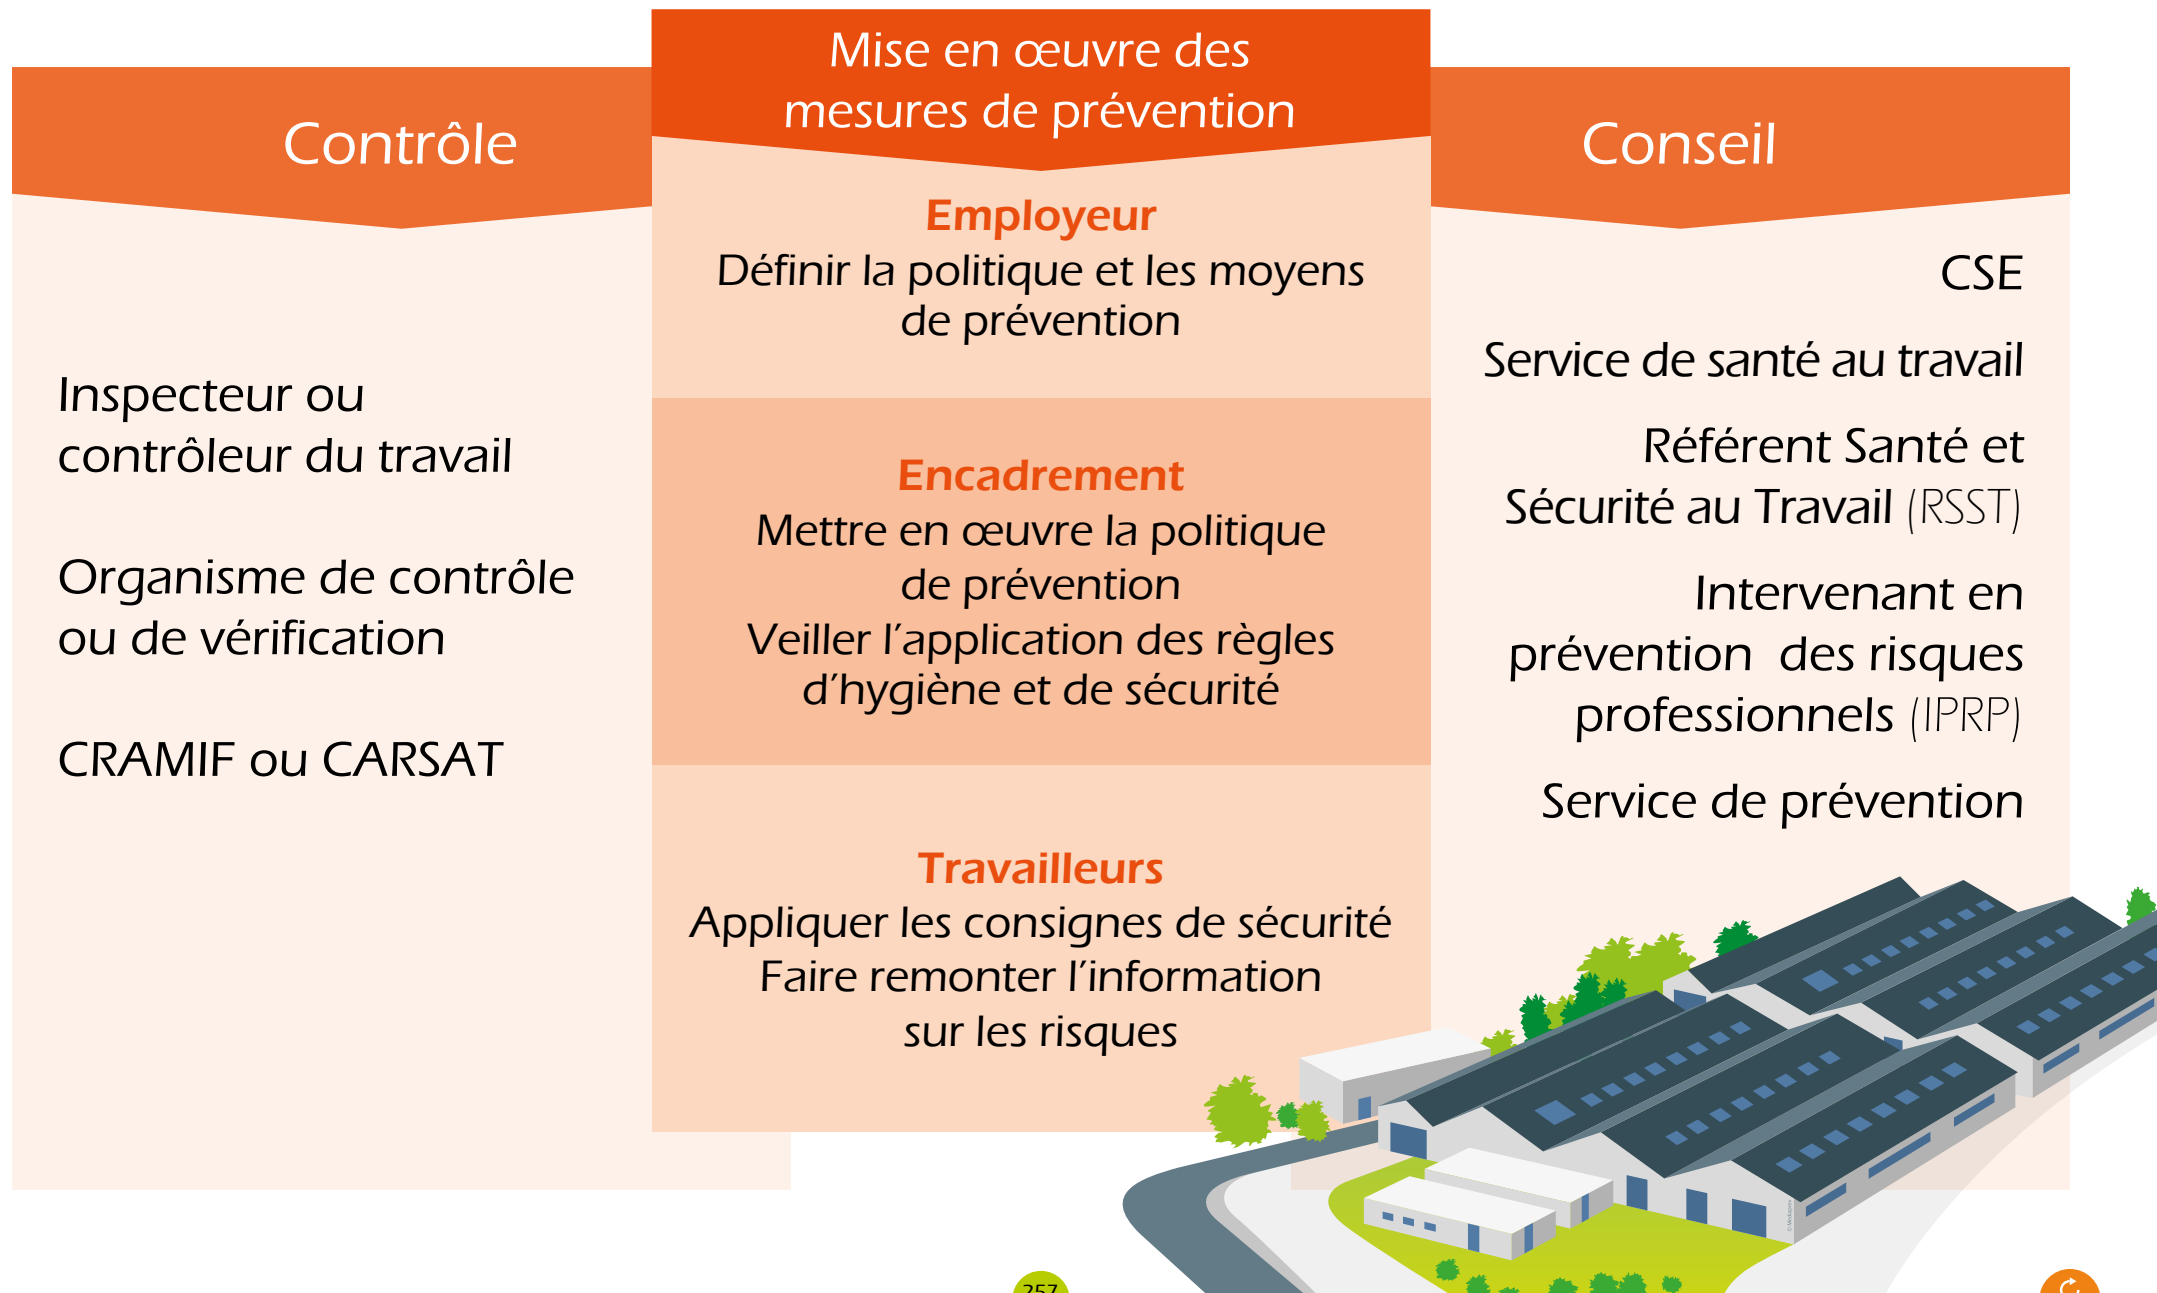 Contrôle
Inspecteur ou
contrôleur du travail
Organisme de contrôle
ou de vérification
CRAMIF ou CARSAT
Mise en œuvre des
mesures de prévention
Employeur
Définir la politique et les moyens
de prévention
Encadrement
Mettre en œuvre la politique
de prévention
Veiller l’application des règles
d’hygiène et de sécurité
Travailleurs
Appliquer les consignes de sécurité
Faire remonter l’information
sur les risques
Conseil
CSE
Service de santé au travail
Référent Santé et
Sécurité au Travail (RSST)
Intervenant en
prévention des risques
professionnels (IPRP)
Service de prévention
257